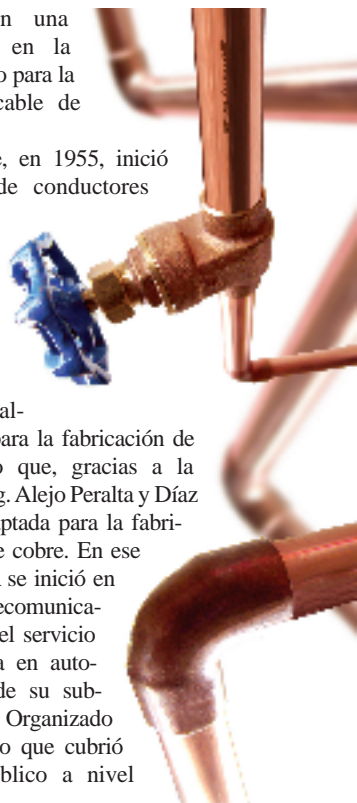 n una
en la
o para la
cable de
, en 1955, inició
de conductores
al-
para la fabricación de
o que, gracias a la
g. Alejo Peralta y Díaz
ptada para la fabri-
e cobre. En ese
se inició en
ecomunica-
el servicio
a en auto-
de su sub-
Organizado
o que cubrió
blico a nivel